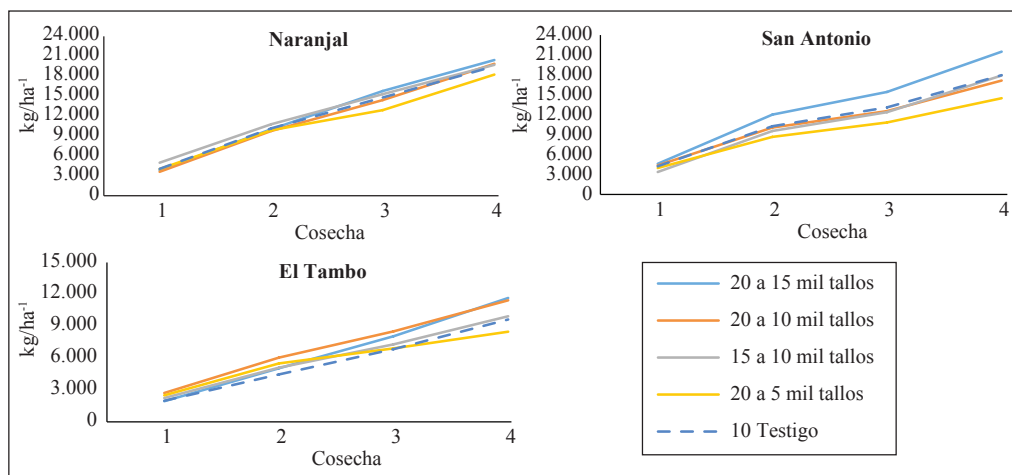 Naranjal
kg/ha⁻¹
24.000
21.000
18.000
15.000
12.000
9.000
6.000
3.000
0
1 2 3 4
Cosecha
San Antonio
kg/ha⁻¹
24.000
21.000
18.000
15.000
12.000
9.000
6.000
3.000
0
1 2 3 4
Cosecha
El Tambo
kg/ha⁻¹
15.000
12.000
9.000
6.000
3.000
0
1 2 3 4
Cosecha
20 a 15 mil tallos
20 a 10 mil tallos
15 a 10 mil tallos
20 a 5 mil tallos
10 Testigo